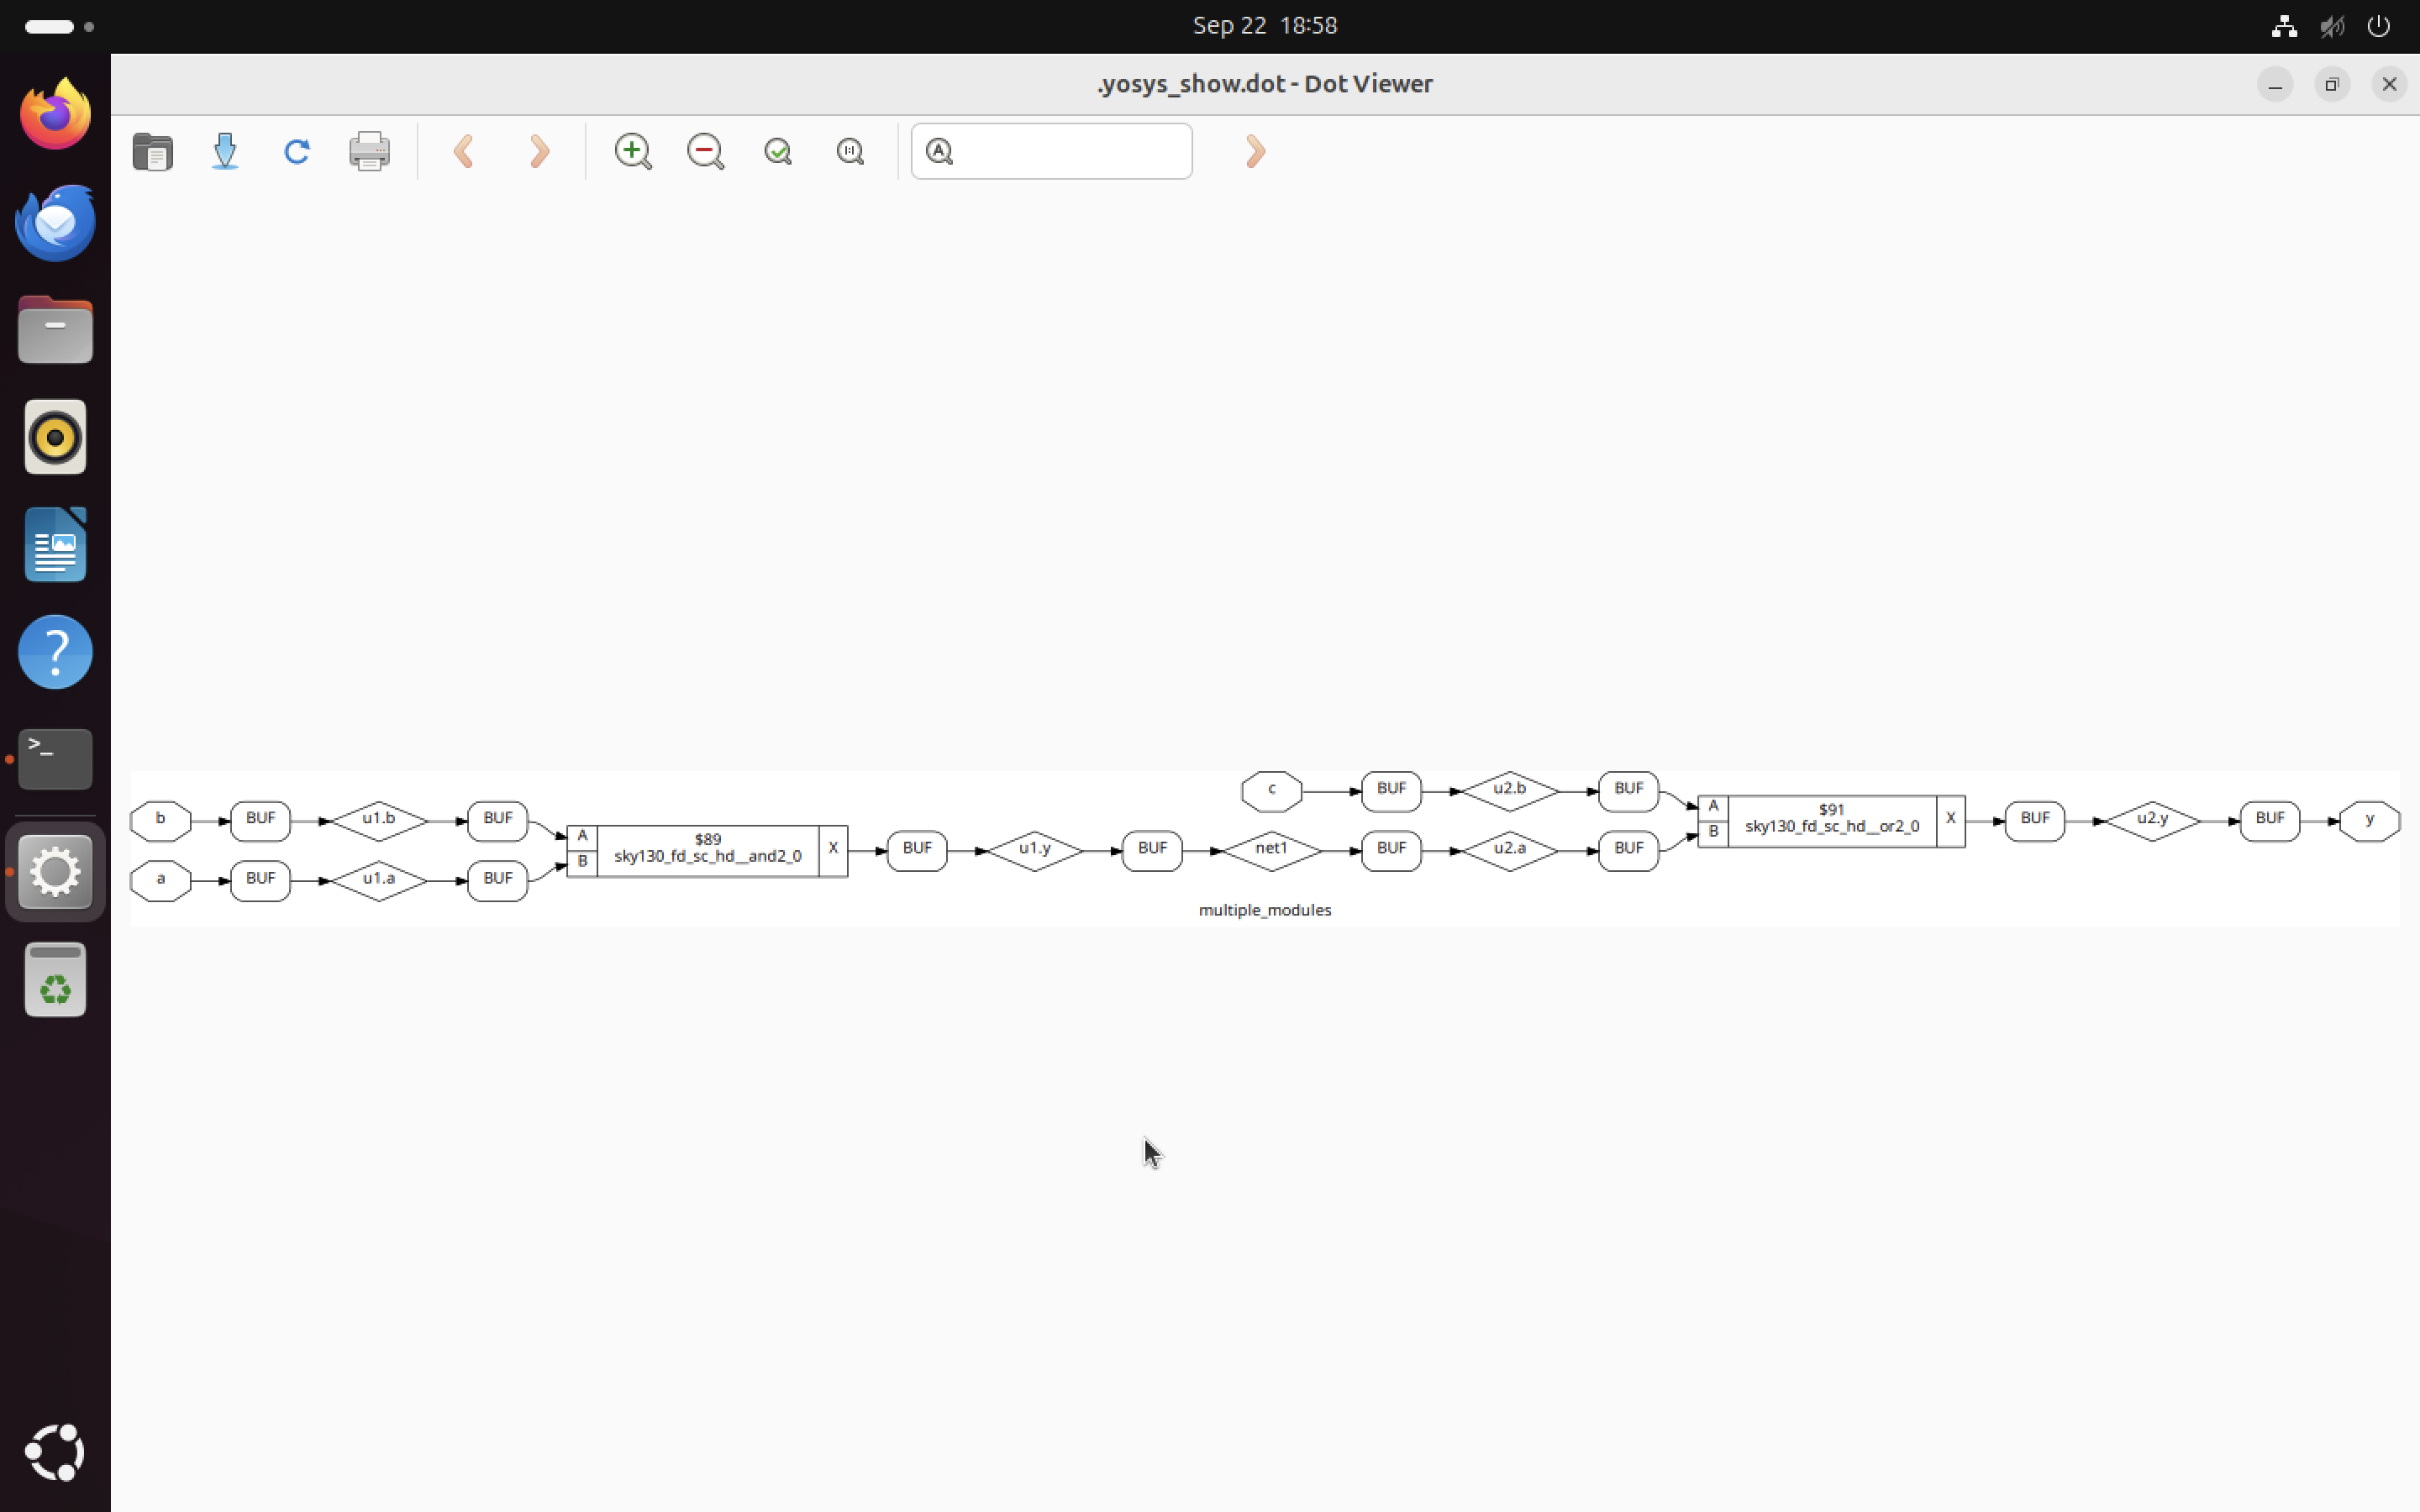 Sep 22 18:58
.yosys_show.dot - Dot Viewer
c BUF u2.b BUF
b BUF u1.b BUF
A
B
$89
sky130_fd_sc_hd__and2_0
X
BUF u1.y BUF net1 BUF u2.a BUF
A
B
$91
sky130_fd_sc_hd__or2_0
X
BUF u2.y BUF y
a BUF u1.a BUF
multiple_modules